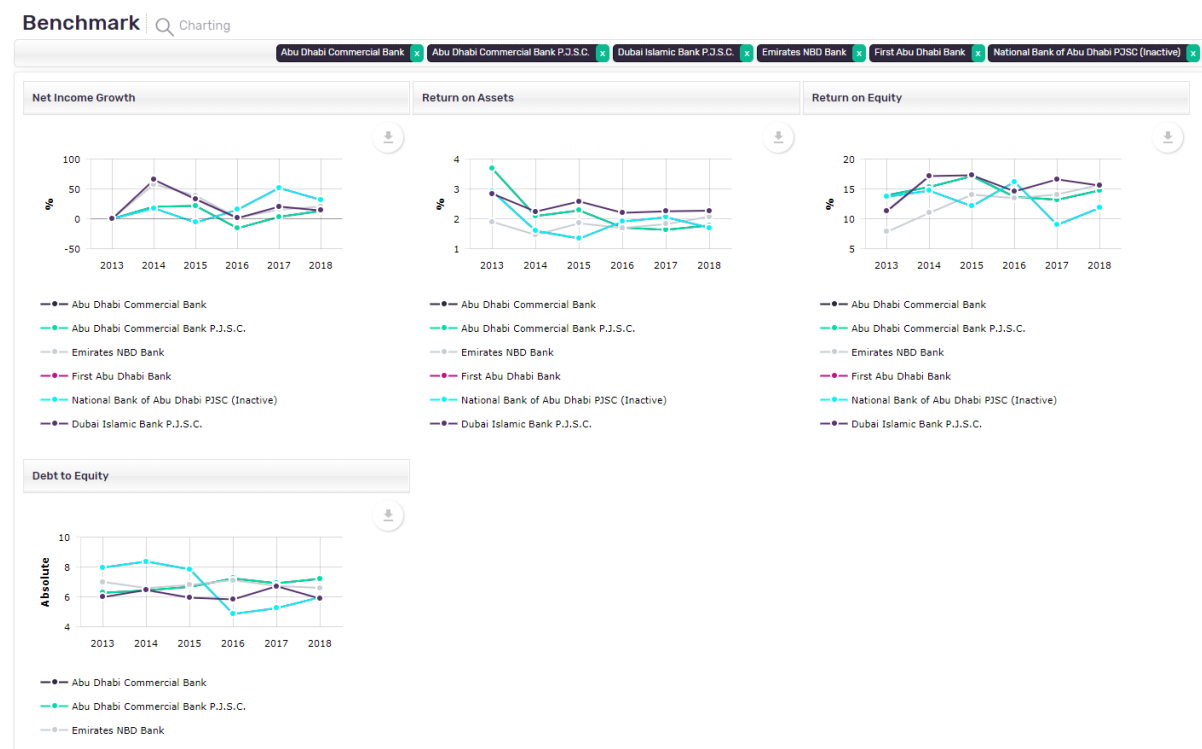 Benchmark Charting
Abu Dhabi Commercial Bank x Abu Dhabi Commercial Bank P.J.S.C. x Dubai Islamic Bank P.J.S.C. x Emirates NBD Bank x First Abu Dhabi Bank x National Bank of Abu Dhabi PJSC (Inactive) x
Net Income Growth
%
100
50
0
-50
2013 2014 2015 2016 2017 2018
Abu Dhabi Commercial Bank
Abu Dhabi Commercial Bank P.J.S.C.
Emirates NBD Bank
First Abu Dhabi Bank
National Bank of Abu Dhabi PJSC (Inactive)
Dubai Islamic Bank P.J.S.C.
Return on Assets
%
4
3
2
1
2013 2014 2015 2016 2017 2018
Abu Dhabi Commercial Bank
Abu Dhabi Commercial Bank P.J.S.C.
Emirates NBD Bank
First Abu Dhabi Bank
National Bank of Abu Dhabi PJSC (Inactive)
Dubai Islamic Bank P.J.S.C.
Return on Equity
%
20
15
10
5
2013 2014 2015 2016 2017 2018
Abu Dhabi Commercial Bank
Abu Dhabi Commercial Bank P.J.S.C.
Emirates NBD Bank
First Abu Dhabi Bank
National Bank of Abu Dhabi PJSC (Inactive)
Dubai Islamic Bank P.J.S.C.
Debt to Equity
Absolute
10
8
6
4
2013 2014 2015 2016 2017 2018
Abu Dhabi Commercial Bank
Abu Dhabi Commercial Bank P.J.S.C.
Emirates NBD Bank